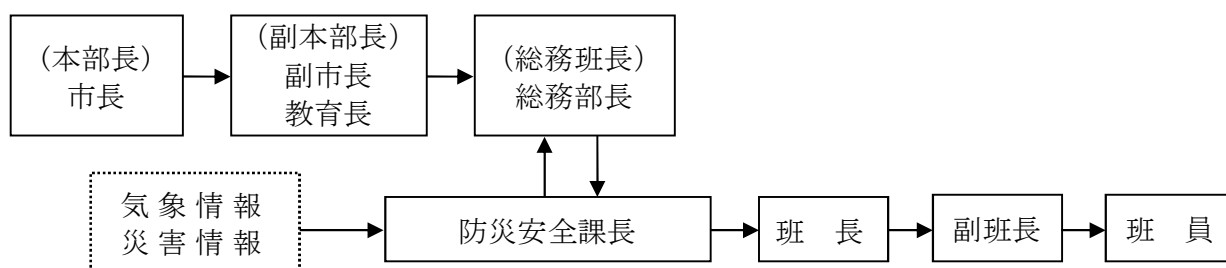 （本部長）
市長
（副本部長）
副市長
教育長
（総務班長）
総務部長
気象情報
災害情報
防災安全課長
班　長
副班長
班　員